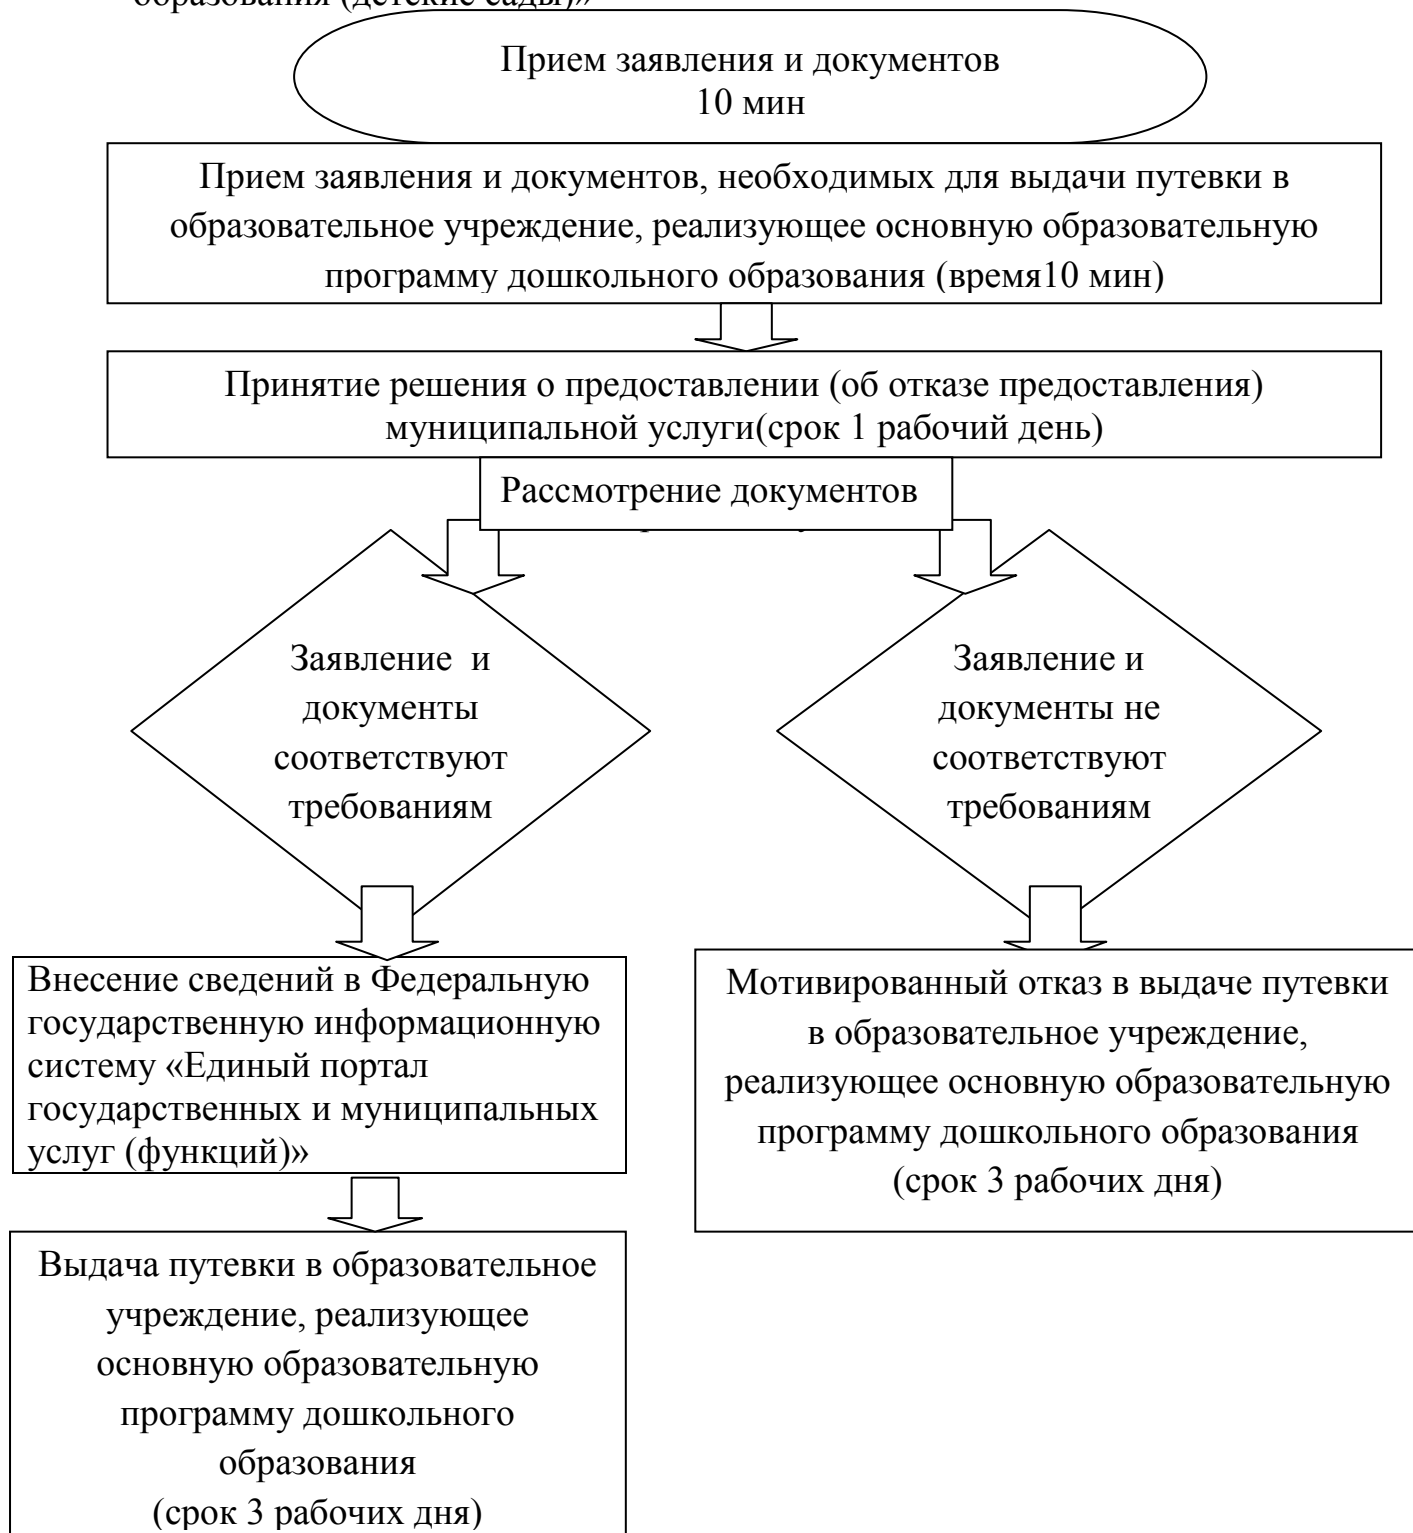 образования (детские сады)»
Прием заявления и документов
10 мин
Прием заявления и документов, необходимых для выдачи путевки в
образовательное учреждение, реализующее основную образовательную
программу дошкольного образования (время10 мин)
Принятие решения о предоставлении (об отказе предоставления)
муниципальной услуги(срок 1 рабочий день)
Рассмотрение документов
Заявление и
документы
соответствуют
требованиям
Заявление и
документы не
соответствуют
требованиям
Внесение сведений в Федеральную
государственную информационную
систему «Единый портал
государственных и муниципальных
услуг (функций)»
Мотивированный отказ в выдаче путевки
в образовательное учреждение,
реализующее основную образовательную
программу дошкольного образования
(срок 3 рабочих дня)
Выдача путевки в образовательное
учреждение, реализующее
основную образовательную
программу дошкольного
образования
(срок 3 рабочих дня)